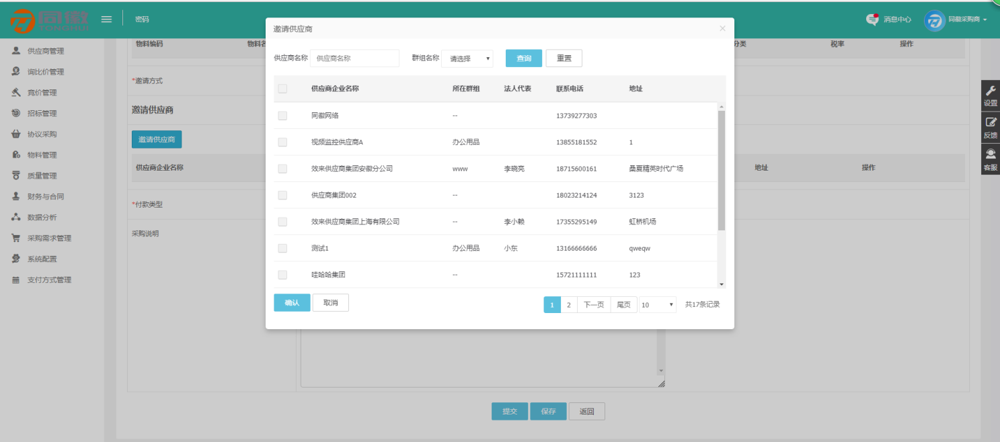 同徽
TONGHUI
密码
消息中心
同徽采购商
供应商管理
询比价管理
竞价管理
招标管理
协议采购
物料管理
质量管理
财务与合同
数据分析
采购需求管理
系统配置
支付方式管理
物料编码
物料名
分类
税率
操作
*邀请方式
邀请供应商
邀请供应商
供应商企业名称
地址
操作
*付款类型
采购说明
邀请供应商
×
供应商名称
供应商名称
群组名称
请选择
查询
重置
供应商企业名称 所在群组 法人代表 联系电话 地址
同徽网络 -- 13739277303
视频监控供应商A 办公用品 13855181552 1
效来供应商集团安徽分公司 www 李晓亮 18715600161 桑夏精英时代广场
供应商集团002 -- 18023214124 3123
效来供应商集团上海有限公司 -- 李小赖 17355295149 虹桥机场
测试1 办公用品 小东 13166666666 qweqw
哇哈哈集团 -- 15721111111 123
确认
取消
1 2 下一页 尾页 10 共17条记录
提交
保存
返回
设置
反馈
客服